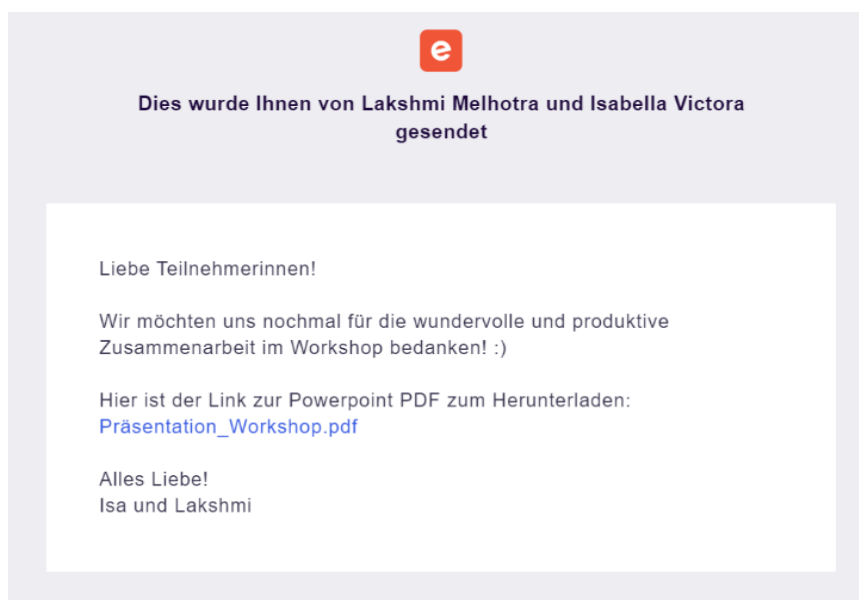 e
Dies wurde Ihnen von Lakshmi Melhotra und Isabella Victora
gesendet
Liebe Teilnehmerinnen!
Wir möchten uns nochmal für die wundervolle und produktive
Zusammenarbeit im Workshop bedanken! :)
Hier ist der Link zur Powerpoint PDF zum Herunterladen:
Präsentation_Workshop.pdf
Alles Liebe!
Isa und Lakshmi